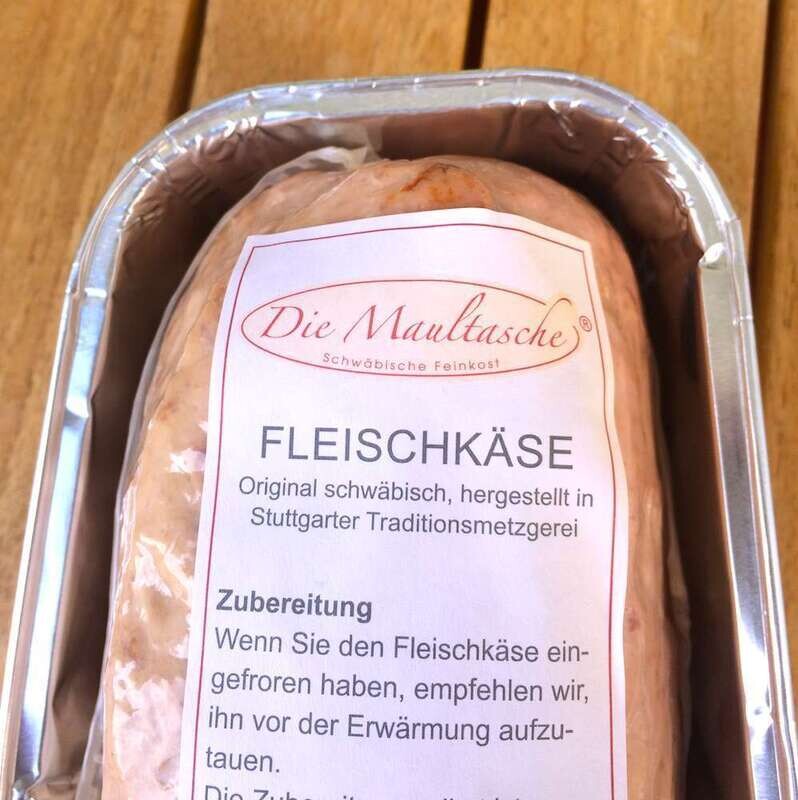 Die Maultasche®
Schwäbische Feinkost
FLEISCHKÄSE
Original schwäbisch, hergestellt in
Stuttgarter Traditionsmetzgerei
Zubereitung
Wenn Sie den Fleischkäse ein-
gefroren haben, empfehlen wir,
ihn vor der Erwärmung aufzu-
tauen.
Die